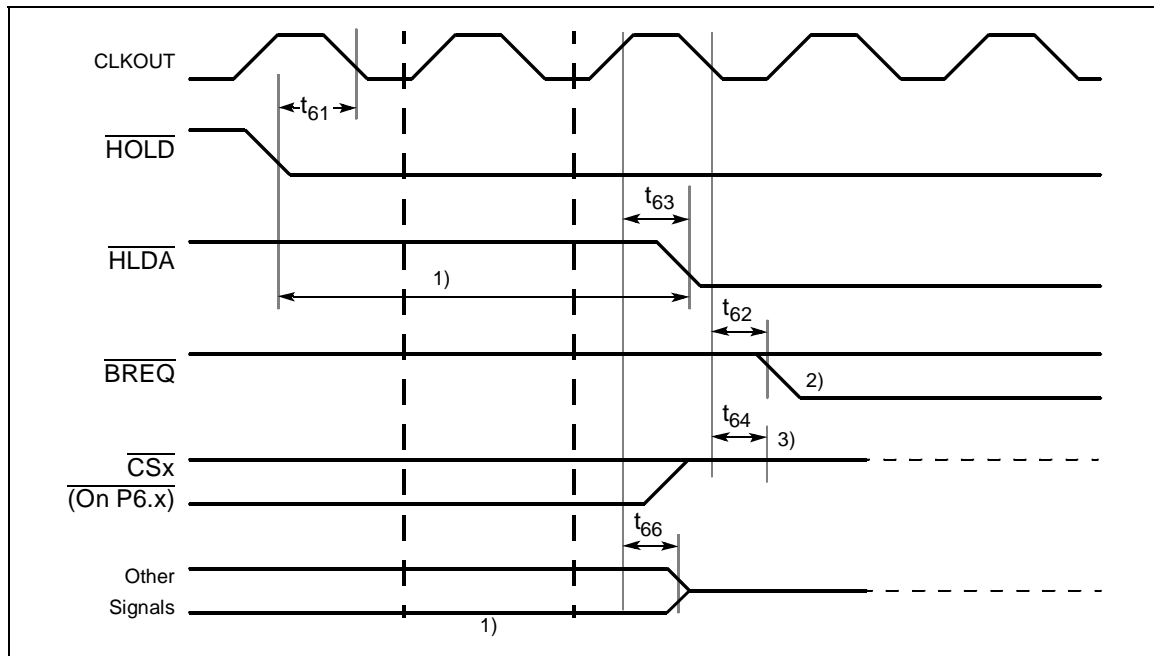 CLKOUT
t61
HOLD
t63
HLDA
1)
t62
BREQ
2)
t64
3)
CSx
(On P6.x)
t66
Other
Signals
1)